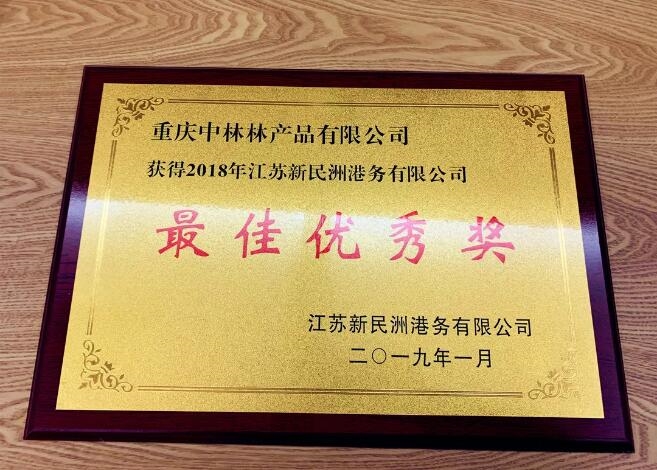 重庆中林林产品有限公司
获得2018年江苏新民洲港务有限公司
最佳优秀奖
江苏新民洲港务有限公司
二〇一九年一月